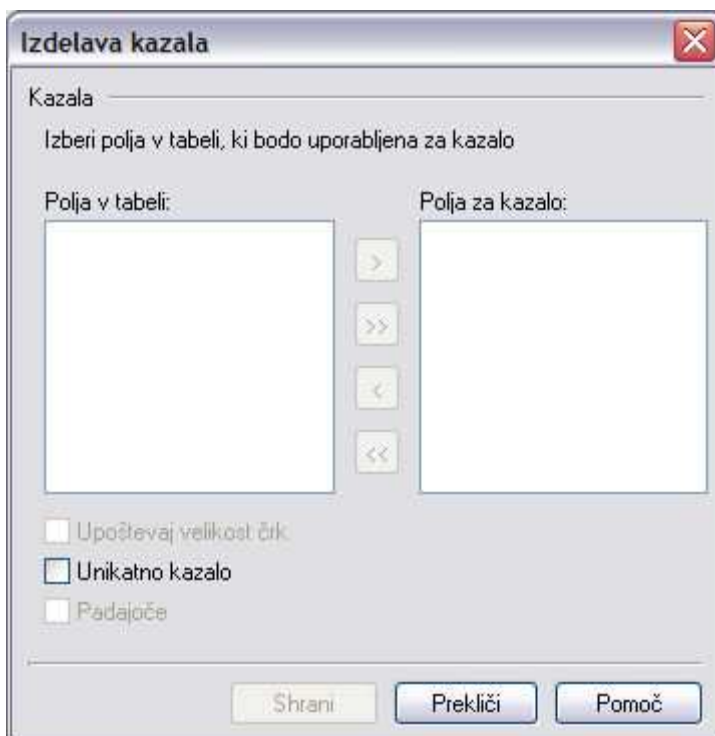 Izdelava kazala
Kazala
Izberi polja v tabeli, ki bodo uporabljena za kazalo
Polja v tabeli:
Polja za kazalo:
>
>>
<
<<
Upoštevaj velikost črk
Unikatno kazalo
Padajoče
Shrani
Prekliči
Pomoč